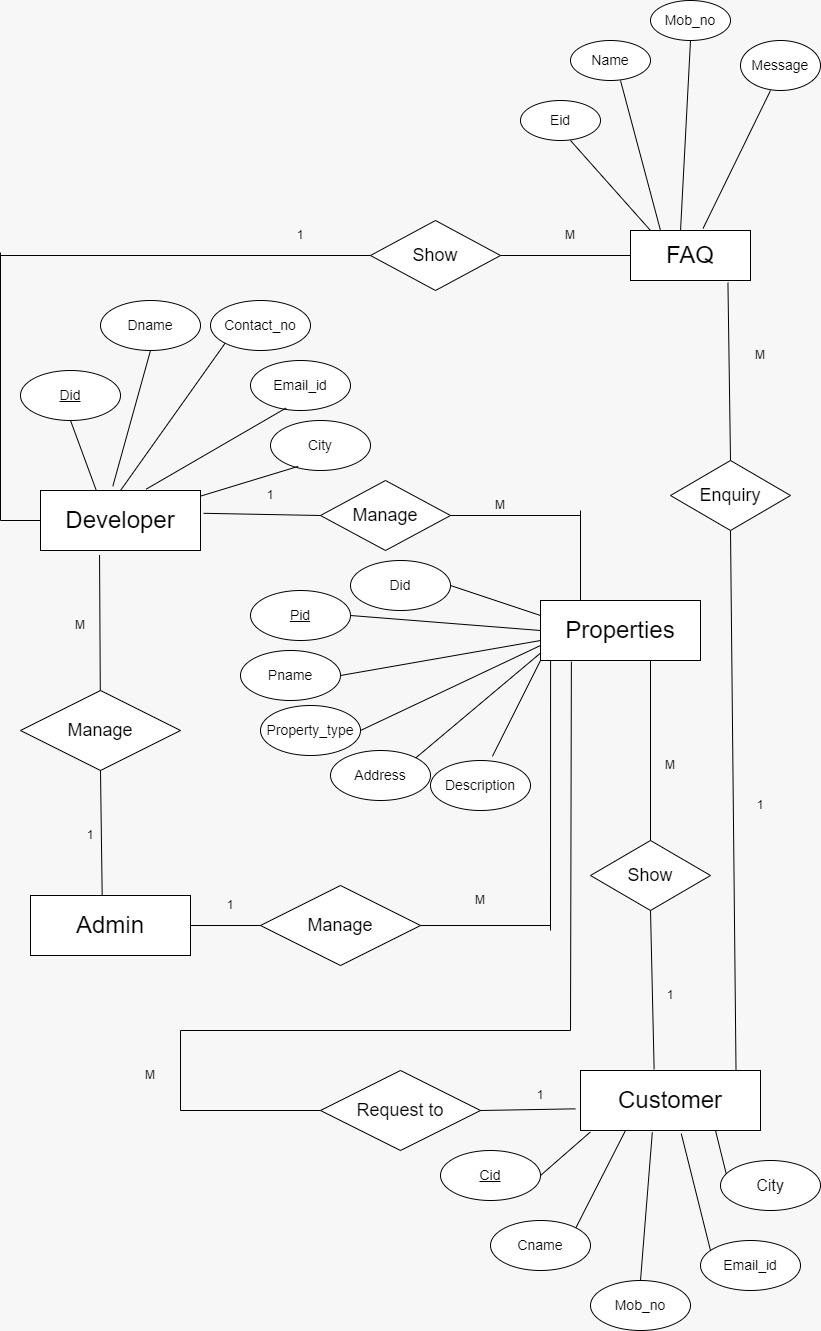 Mob_no
Name
Message
Eid
1
M
Show
FAQ
Dname
Contact_no
M
Email_id
Did
City
1
Manage
M
Enquiry
Developer
Did
Pid
M
Properties
Pname
Manage
Property_type
Address
Description
M
1
1
Show
1
M
Admin
Manage
1
M
1
Request to
Customer
Cid
City
Cname
Email_id
Mob_no